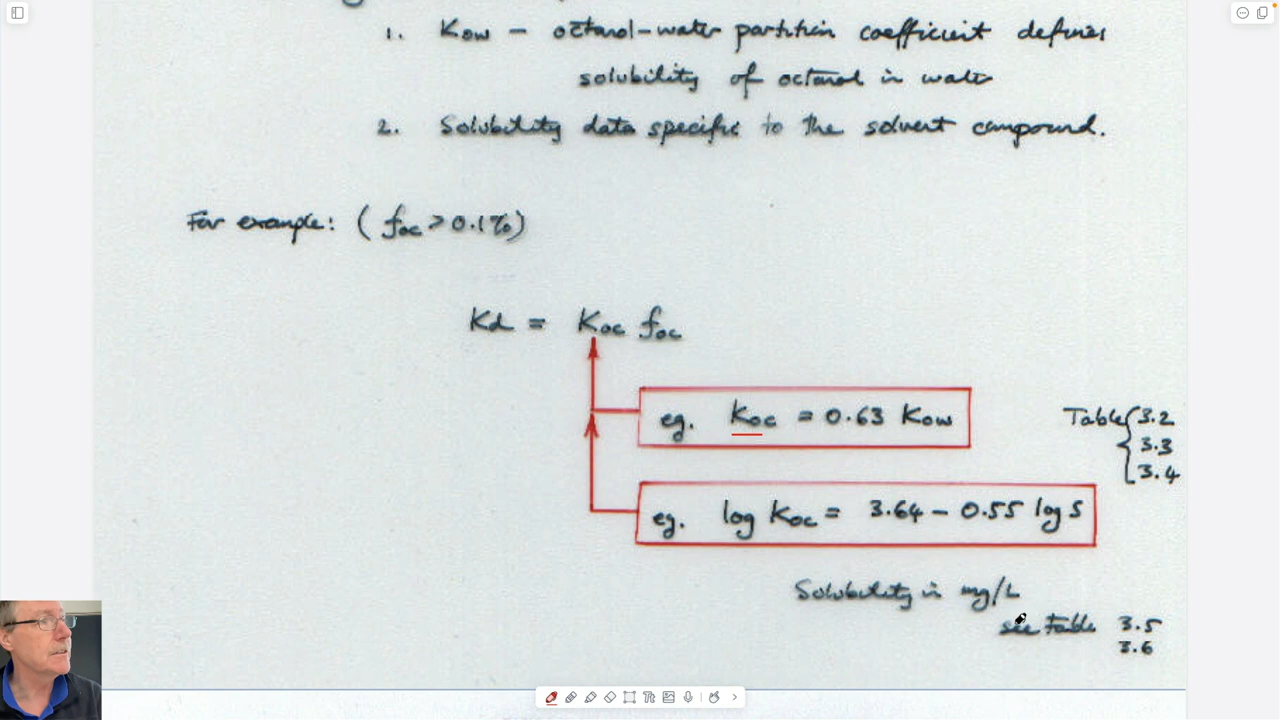 1. Kow - octanol-water partition coefficient defines
solubility of octanol in water
2. Solubility data specific to the solvent compound.
For example: ( foc > 0.1% )
Kd = Koc foc
eg. Koc = 0.63 Kow
Table { 3.2
3.3
3.4
eg. log Koc = 3.64 - 0.55 log S
Solubility in mg/L
see Table 3.5
3.6
Tt